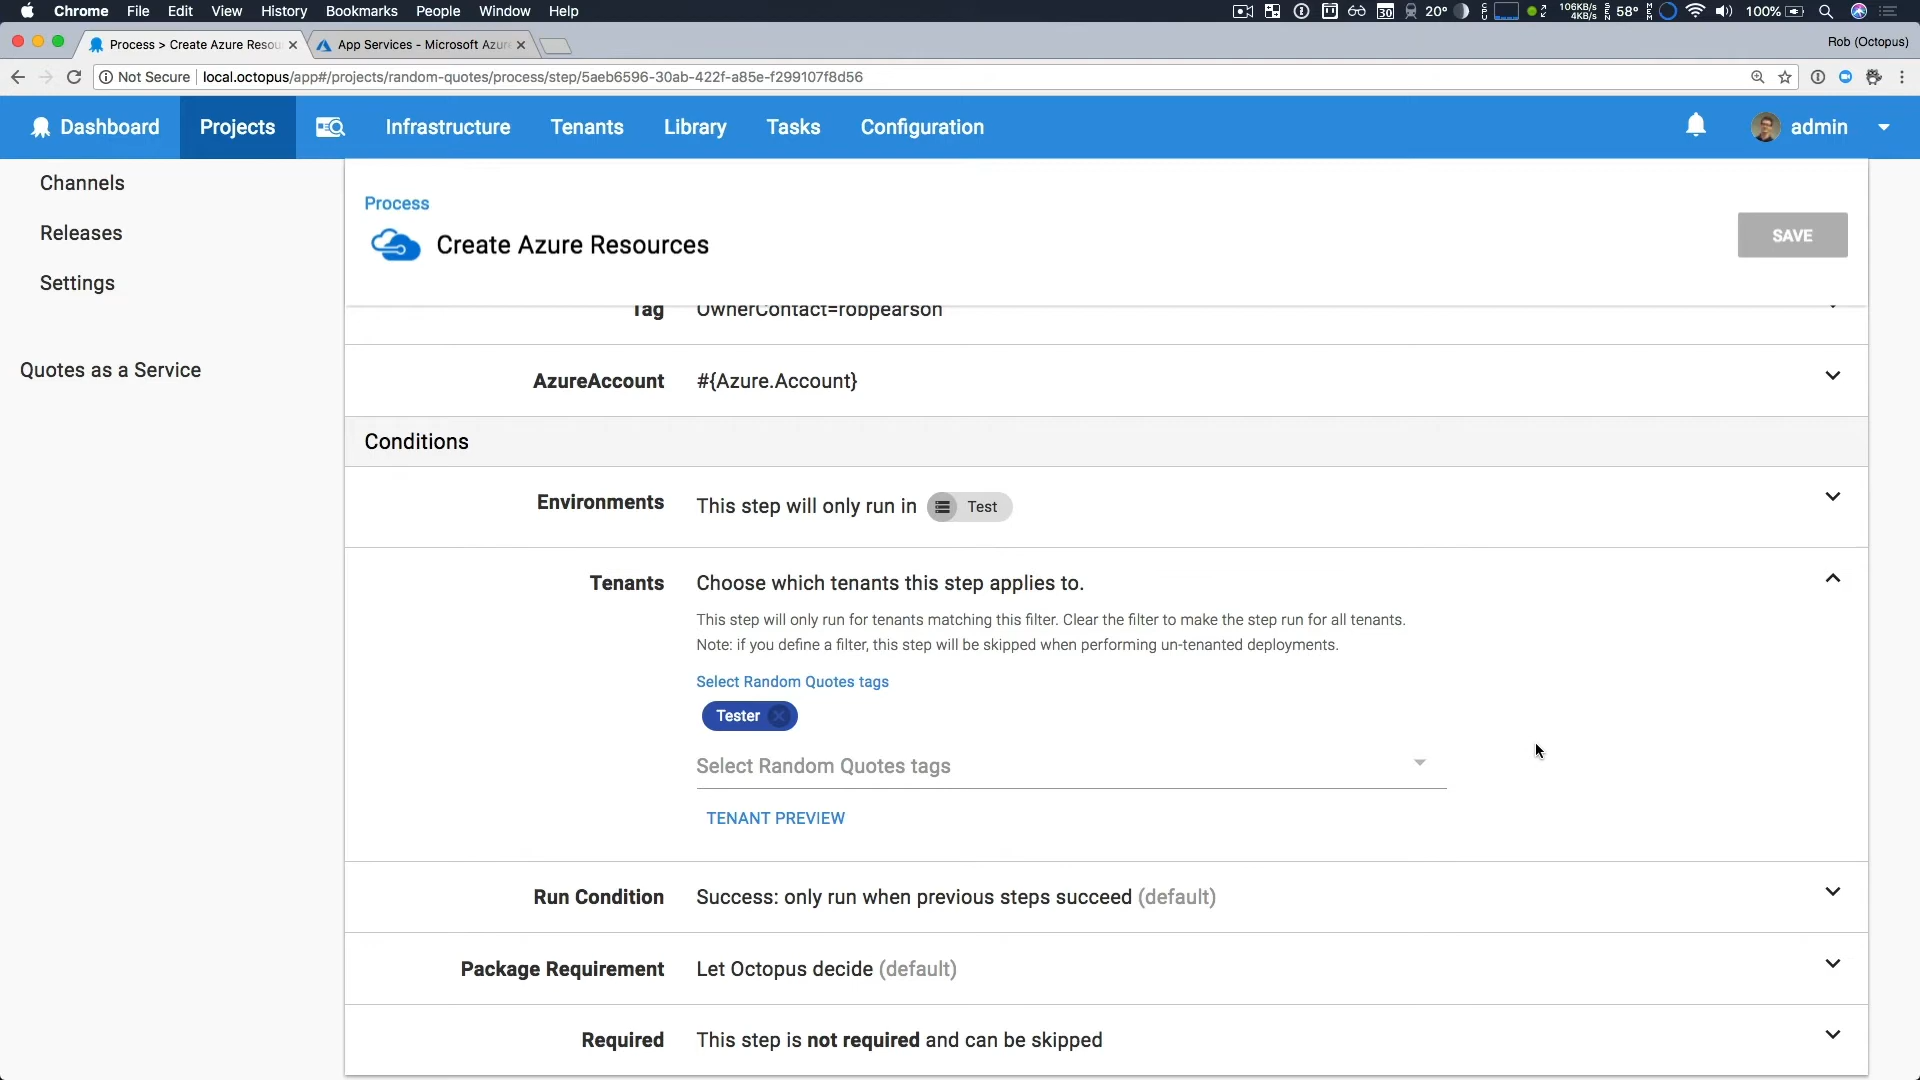 Chrome File Edit View History Bookmarks People Window Help
30 20° 106KB/s 4KB/s 58° 100%
Process > Create Azure Resou
App Services - Microsoft Azur
Rob (Octopus)
Not Secure local.octopus/app#/projects/random-quotes/process/step/5aeb6596-30ab-422f-a85e-f299107f8d56
Dashboard Projects Infrastructure Tenants Library Tasks Configuration admin
Channels
Releases
Settings
Quotes as a Service
Process
Create Azure Resources
SAVE
Tag OwnerContact=robpearson
AzureAccount #{Azure.Account}
Conditions
Environments This step will only run in Test
Tenants Choose which tenants this step applies to.
This step will only run for tenants matching this filter. Clear the filter to make the step run for all tenants.
Note: if you define a filter, this step will be skipped when performing un-tenanted deployments.
Select Random Quotes tags
Tester
Select Random Quotes tags
TENANT PREVIEW
Run Condition Success: only run when previous steps succeed (default)
Package Requirement Let Octopus decide (default)
Required This step is not required and can be skipped